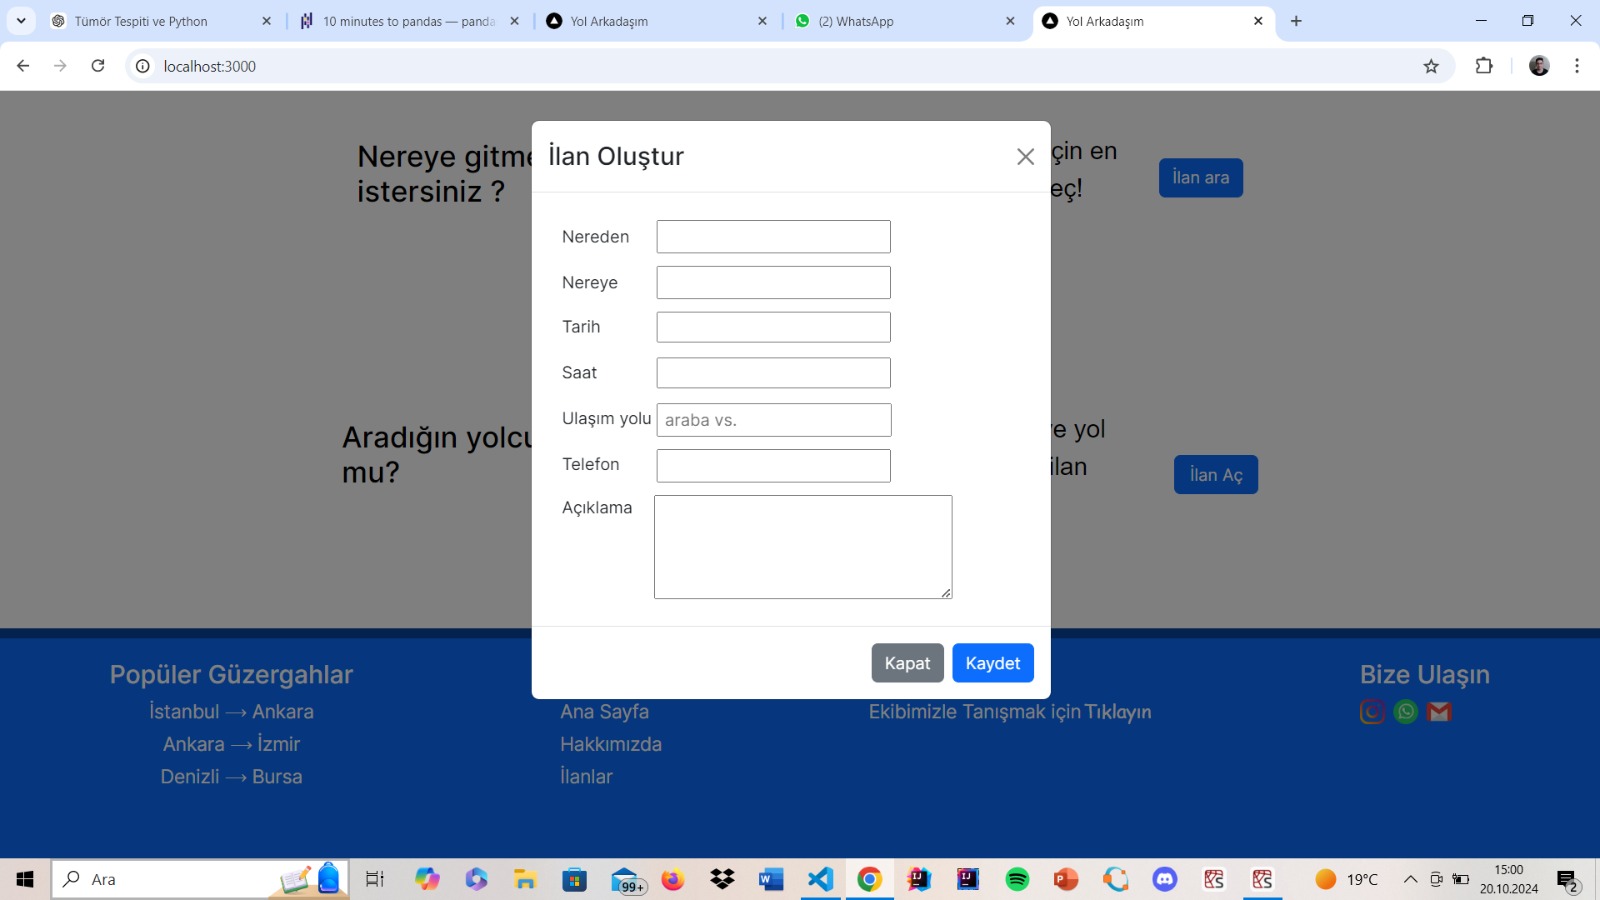 Tümör Tespiti ve Python
10 minutes to pandas — panda
Yol Arkadaşım
(2) WhatsApp
Yol Arkadaşım
localhost:3000
Nereye gitme
istersiniz ?
çin en
eç!
İlan ara
İlan Oluştur
Nereden
Nereye
Tarih
Saat
Ulaşım yolu
araba vs.
Telefon
Açıklama
Aradığın yolcu
mu?
ve yol
ilan
İlan Aç
Kapat
Kaydet
Popüler Güzergahlar
İstanbul → Ankara
Ankara → İzmir
Denizli → Bursa
Ana Sayfa
Hakkımızda
İlanlar
Ekibimizle Tanışmak için Tıklayın
Bize Ulaşın
Ara
99+
19°C
15:00
20.10.2024
2